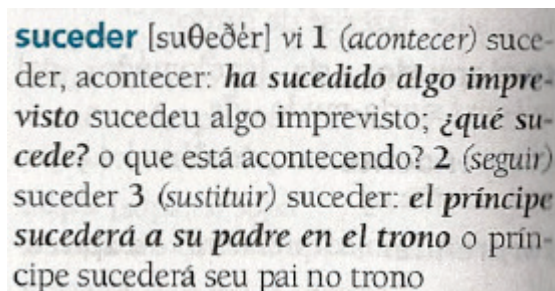 suceder [suθeðėr] vi 1 (acontecer) suce-
der, acontecer: ha sucedido algo impre-
visto sucedeu algo imprevisto; ¿qué su-
cede? o que está acontecendo? 2 (seguir)
suceder 3 (sustituir) suceder: el príncipe
sucederá a su padre en el trono o prín-
cipe sucederá seu pai no trono